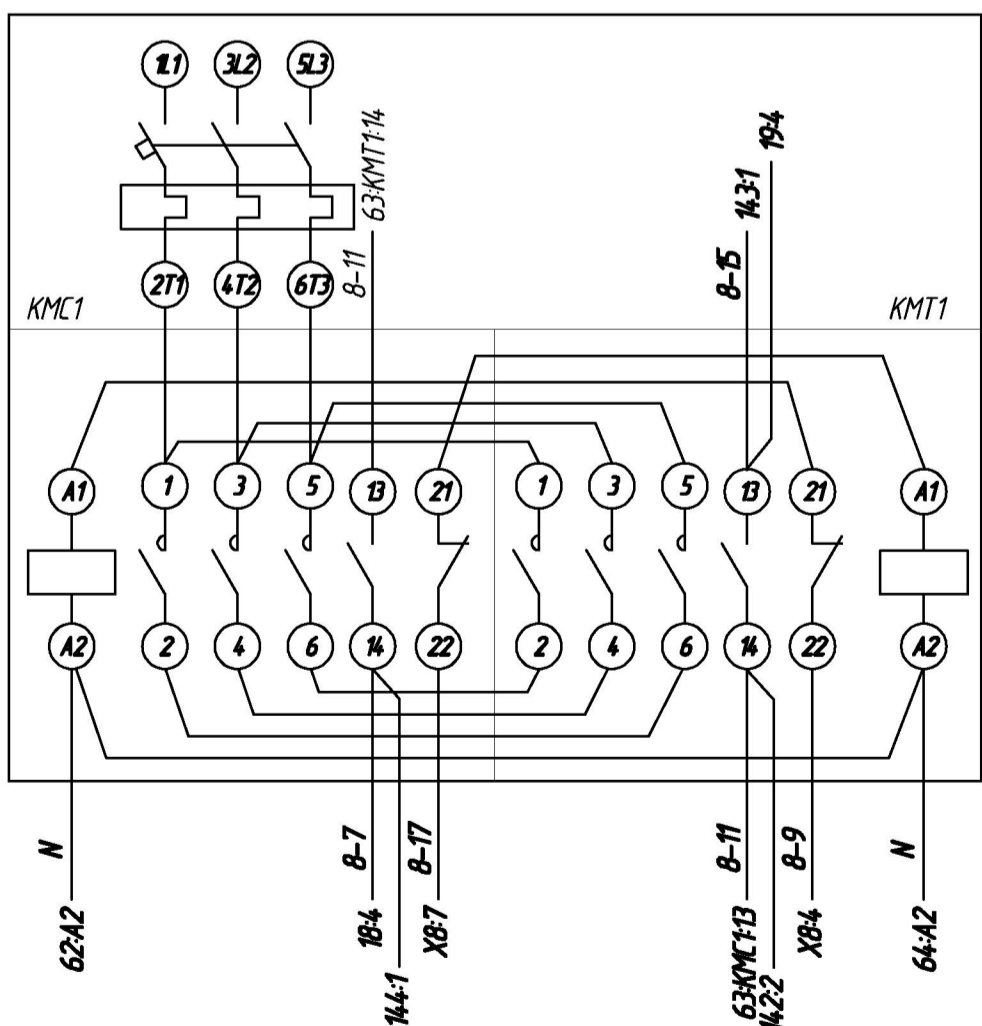 1L1 3L2 5L3
63:KMT1:14
8-11
19:4
14.3:1
8-15
2T1 4T2 6T3
KMC1
KMT1
A1 1 3 5 13 21 1 3 5 13 21 A1
A2 2 4 6 14 22 2 4 6 14 22 A2
N
62:A2
8-7
18:4
144:1
8-17
X8:7
8-11
63:KMC1:13
142:2
8-9
X8:4
N
64:A2